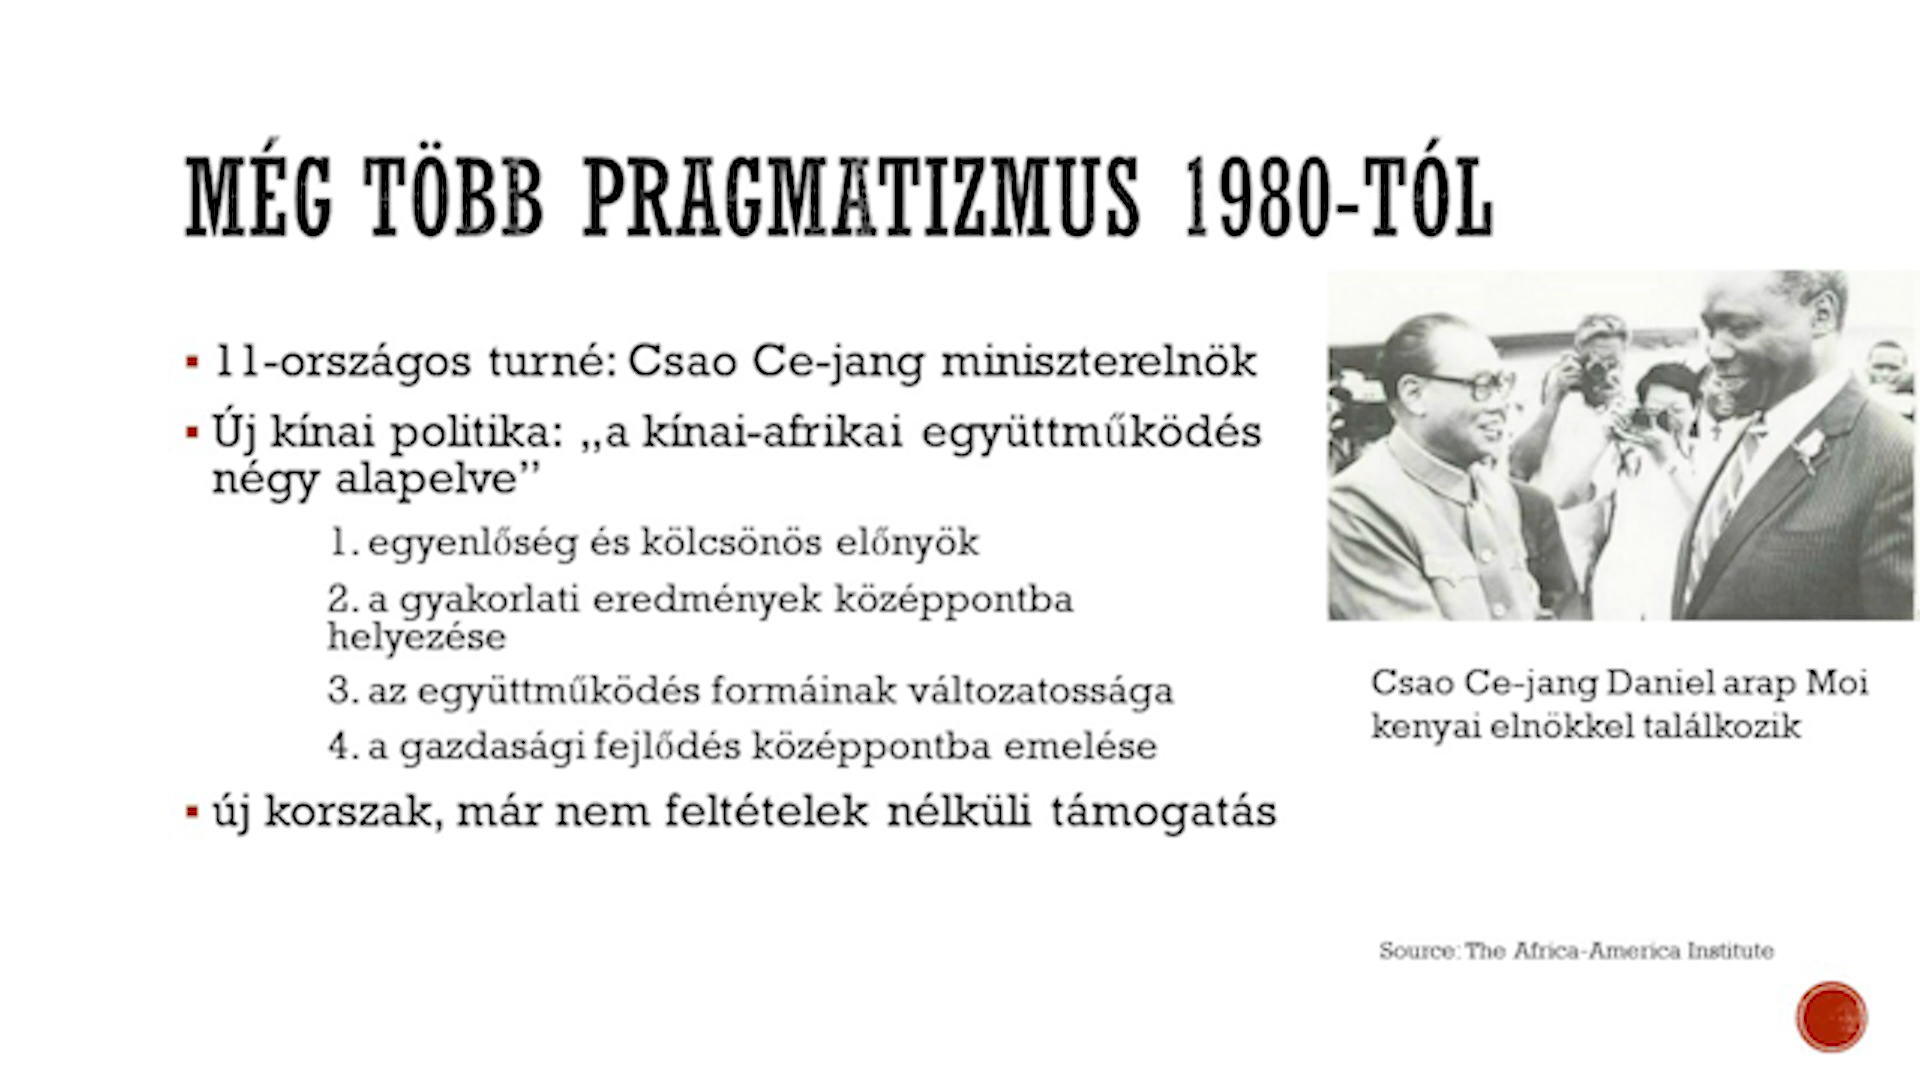 MÉG TÖBB PRAGMATIZMUS 1980-TÓL
▪ 11-országos turné: Csao Ce-jang miniszterelnök
▪ Új kínai politika: „a kínai-afrikai együttműködés
négy alapelve”
1. egyenlőség és kölcsönös előnyök
2. a gyakorlati eredmények középpontba
helyezése
3. az együttműködés formáinak változatossága
4. a gazdasági fejlődés középpontba emelése
▪ új korszak, már nem feltételek nélküli támogatás
Csao Ce-jang Daniel arap Moi
kenyai elnökkel találkozik
Source: The Africa-America Institute